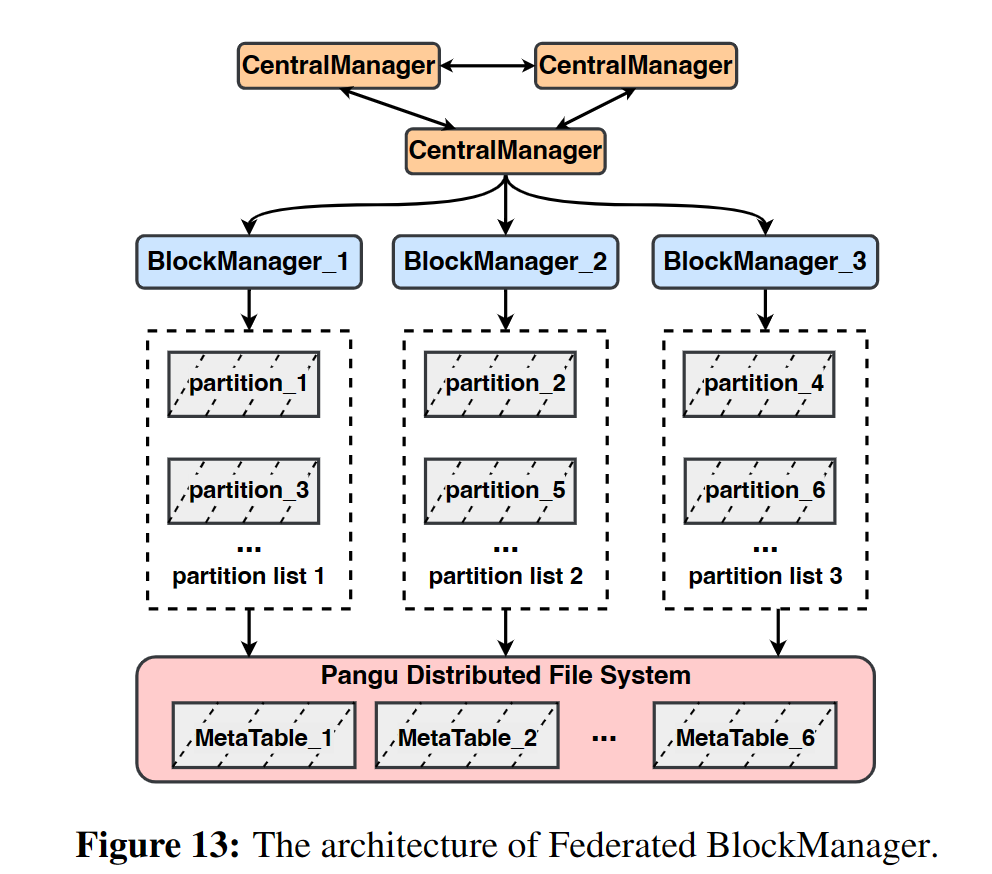 CentralManager CentralManager
CentralManager
BlockManager_1 BlockManager_2 BlockManager_3
partition_1 partition_2 partition_4
partition_3 partition_5 partition_6
... ... ...
partition list 1 partition list 2 partition list 3
Pangu Distributed File System
MetaTable_1 MetaTable_2 ... MetaTable_6
Figure 13: The architecture of Federated BlockManager.